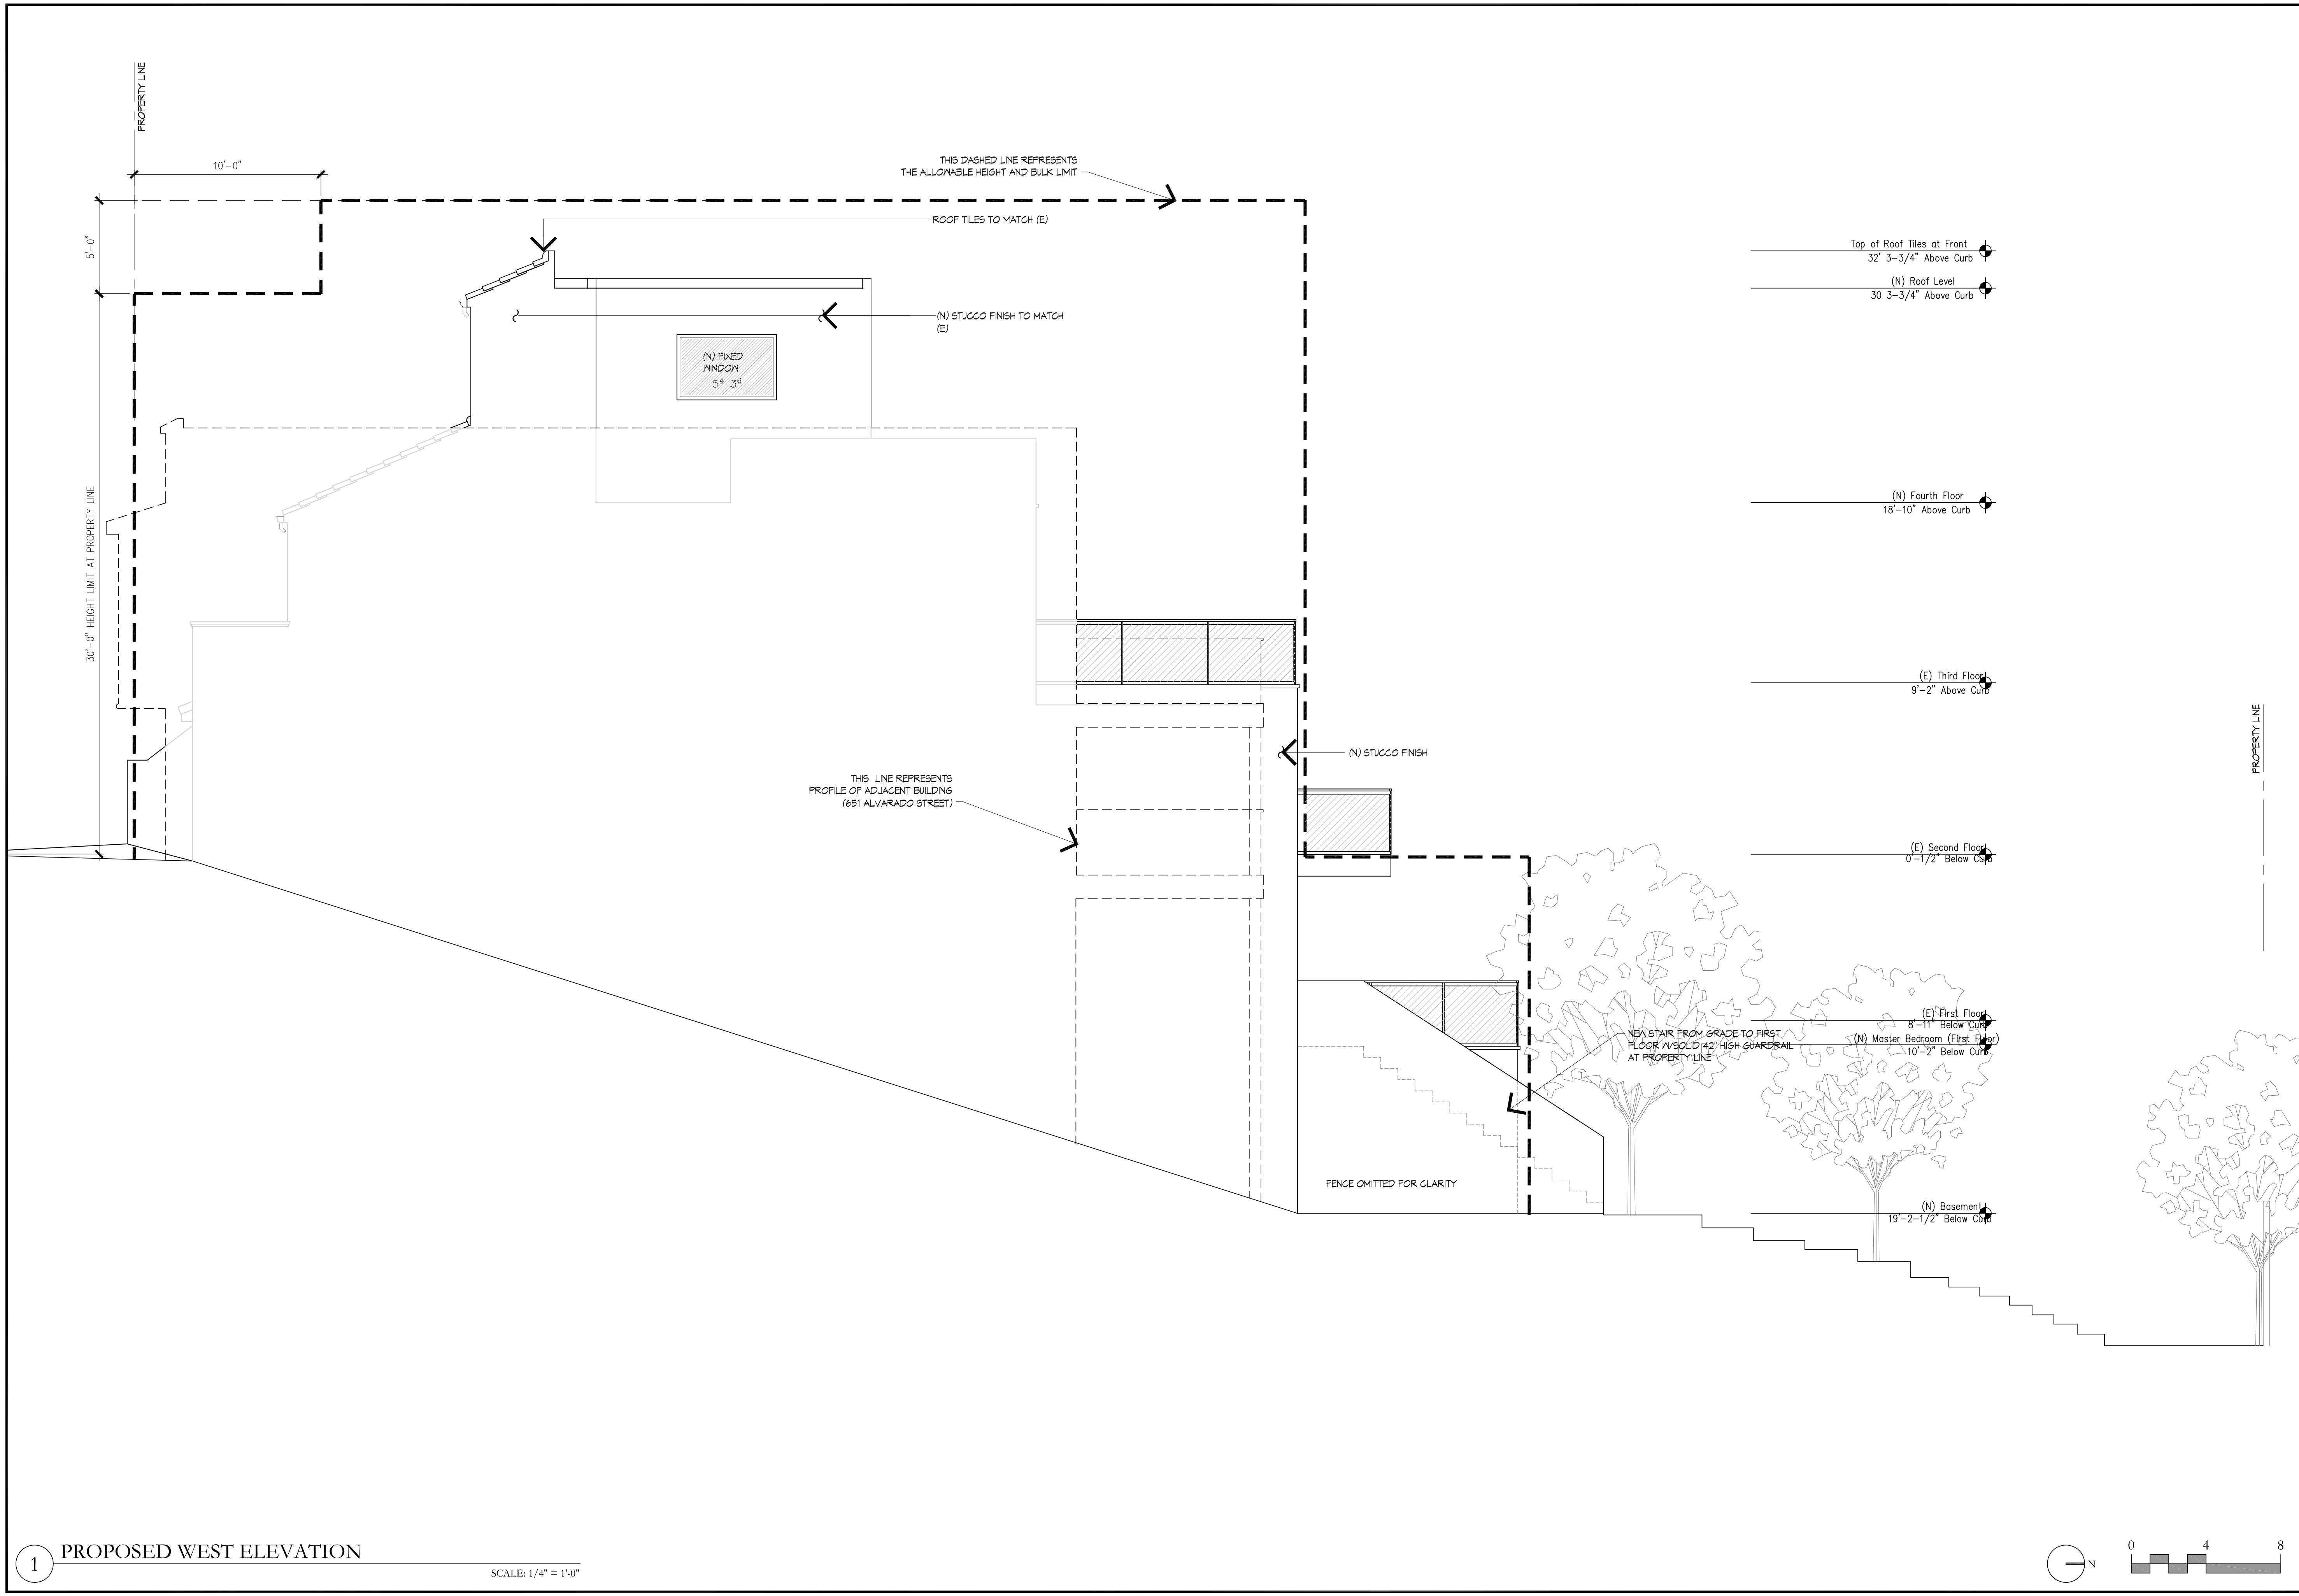 PROPERTY LINE
10'-0"
5'-0"
30'-0" HEIGHT LIMIT AT PROPERTY LINE
THIS DASHED LINE REPRESENTS
THE ALLOWABLE HEIGHT AND BULK LIMIT
ROOF TILES TO MATCH (E)
(N) STUCCO FINISH TO MATCH
(E)
(N) FIXED
WINDOW
5⁴ 3⁶
Top of Roof Tiles at Front
32' 3-3/4" Above Curb
(N) Roof Level
30 3-3/4" Above Curb
(N) Fourth Floor
18'-10" Above Curb
(E) Third Floor
9'-2" Above Curb
PROPERTY LINE
(N) STUCCO FINISH
THIS LINE REPRESENTS
PROFILE OF ADJACENT BUILDING
(651 ALVARADO STREET)
(E) Second Floor
0'-1/2" Below Curb
(E) First Floor
8'-11" Below Curb
NEW STAIR FROM GRADE TO FIRST
FLOOR W/SOLID 42" HIGH GUARDRAIL
AT PROPERTY LINE
(N) Master Bedroom (First Floor)
10'-2" Below Curb
FENCE OMITTED FOR CLARITY
(N) Basement
19'-2-1/2" Below Curb
1
PROPOSED WEST ELEVATION
SCALE: 1/4" = 1'-0"
N
0 4 8